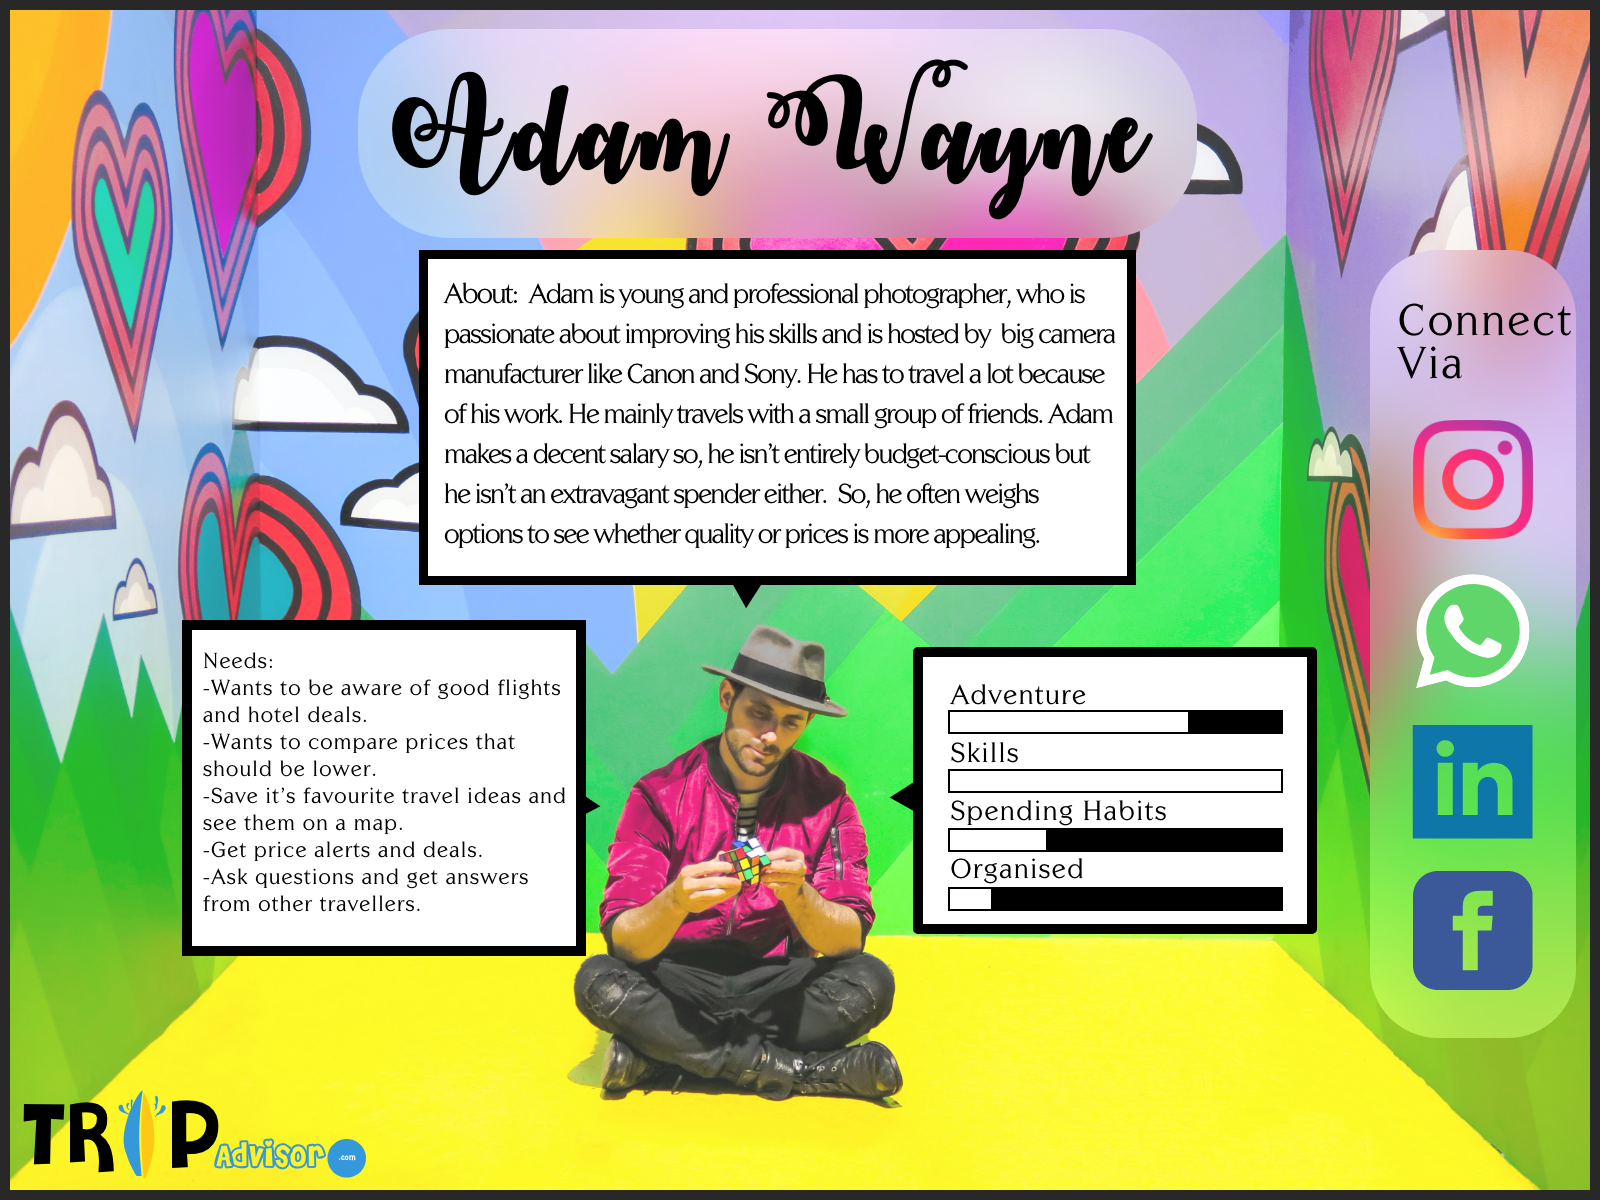 Adam Wayne
About:  Adam is young and professional photographer, who is
passionate about improving his skills and is hosted by  big camera
manufacturer like Canon and Sony. He has to travel a lot because
of his work. He mainly travels with a small group of friends. Adam
makes a decent salary so, he isn't entirely budget-conscious but
he isn't an extravagant spender either.  So, he often weighs
options to see whether quality or prices is more appealing.
Connect
Via
in
f
Needs:
-Wants to be aware of good flights
and hotel deals.
-Wants to compare prices that
should be lower.
-Save it's favourite travel ideas and
see them on a map.
-Get price alerts and deals.
-Ask questions and get answers
from other travellers.
Adventure
Skills
Spending Habits
Organised
TRIP Advisor .com